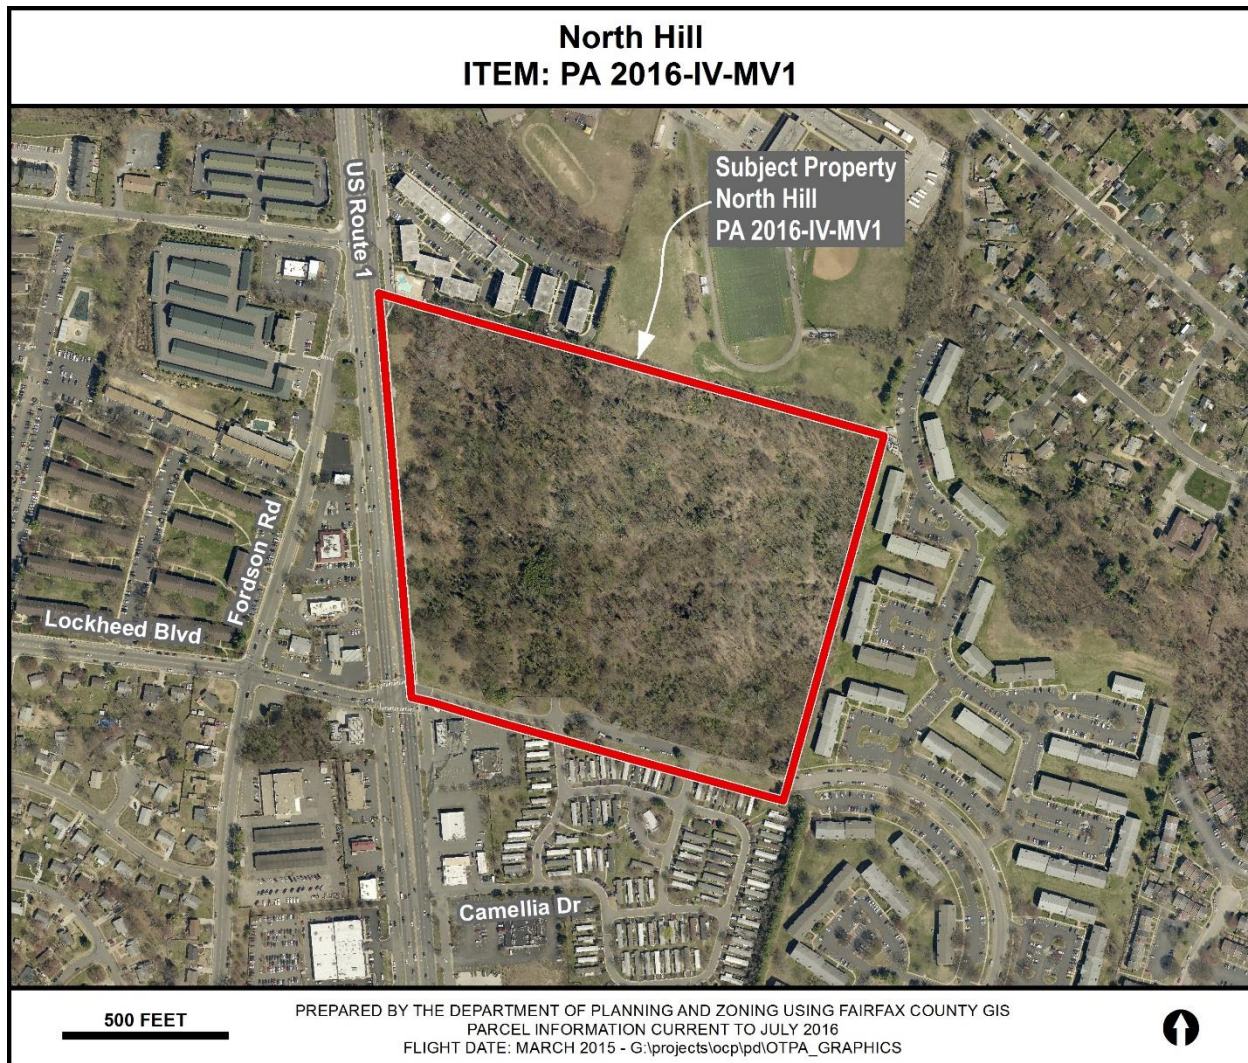 North Hill
ITEM: PA 2016-IV-MV1
US Route 1
Subject Property
North Hill
PA 2016-IV-MV1
Fordson Rd
Lockheed Blvd
Camellia Dr
500 FEET
PREPARED BY THE DEPARTMENT OF PLANNING AND ZONING USING FAIRFAX COUNTY GIS
PARCEL INFORMATION CURRENT TO JULY 2016
FLIGHT DATE: MARCH 2015 - G:\projects\ocp\pd\OTPA_GRAPHICS